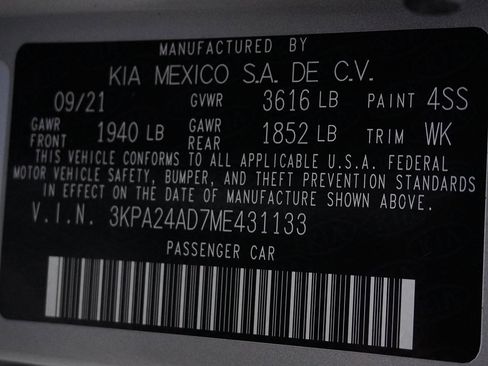 MANUFACTURED BY
KIA MEXICO S.A. DE C.V.
09/21 GVWR 3616 LB PAINT 4SS
GAWR FRONT 1940 LB GAWR REAR 1852 LB TRIM WK
THIS VEHICLE CONFORMS TO ALL APPLICABLE U.S.A. FEDERAL
MOTOR VEHICLE SAFETY, BUMPER, AND THEFT PREVENTION STANDARDS
IN EFFECT ON THE DATE OF MANUFACTURE SHOWN ABOVE.
V.I.N. 3KPA24AD7ME431133
PASSENGER CAR